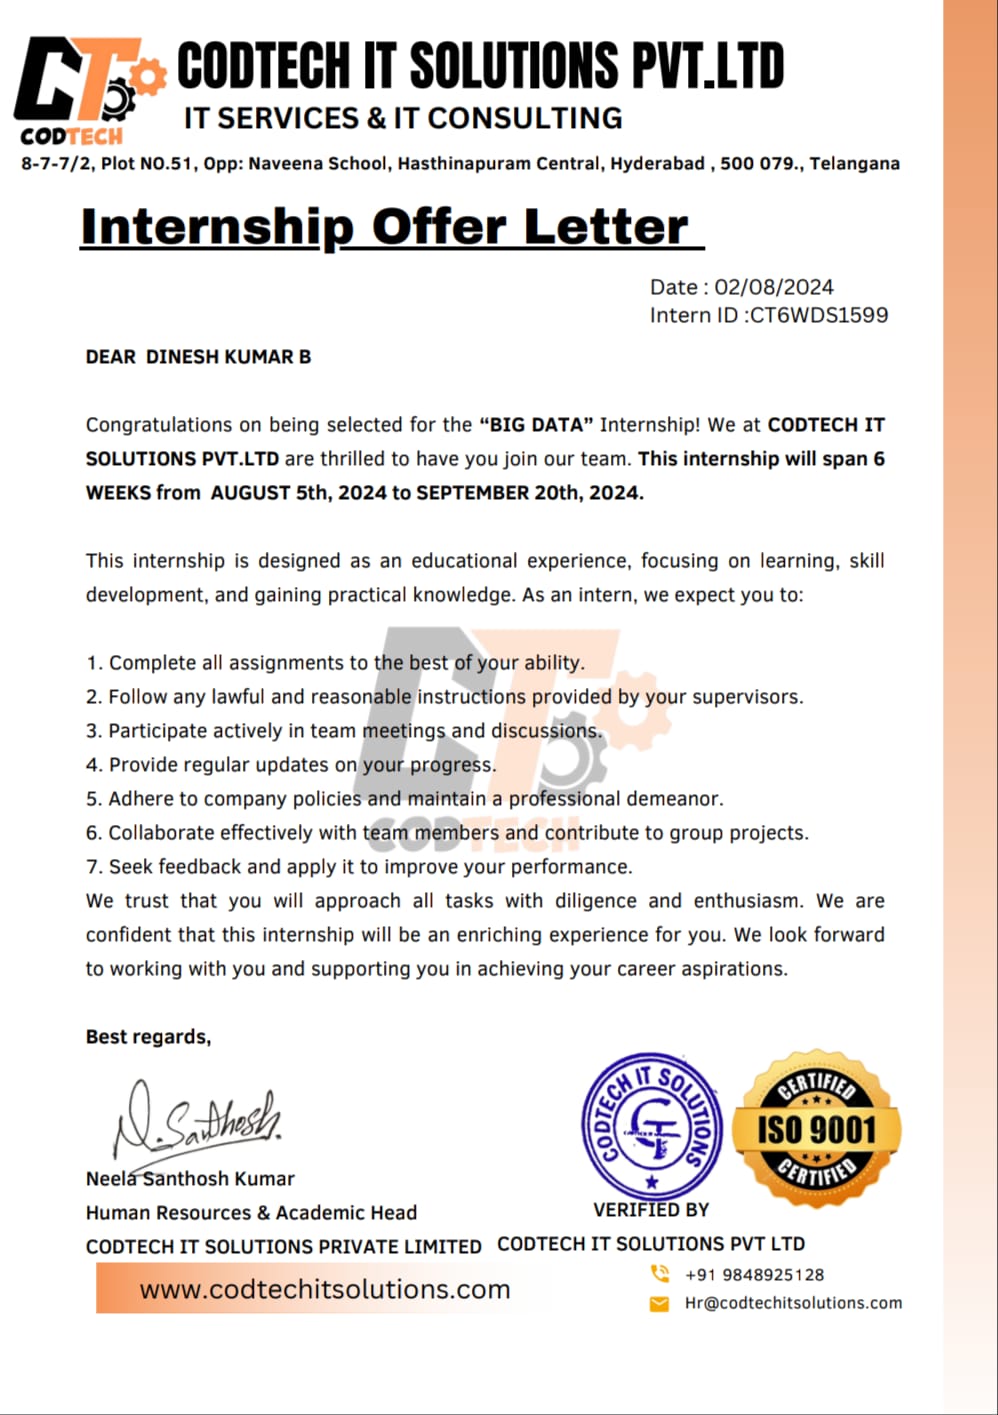 CODTECH IT SOLUTIONS PVT.LTD
IT SERVICES & IT CONSULTING
CT
CODTECH
8-7-7/2, Plot NO.51, Opp: Naveena School, Hasthinapuram Central, Hyderabad , 500 079., Telangana
Internship Offer Letter
Date : 02/08/2024
Intern ID :CT6WDS1599
DEAR DINESH KUMAR B
Congratulations on being selected for the “BIG DATA” Internship! We at CODTECH IT
SOLUTIONS PVT.LTD are thrilled to have you join our team. This internship will span 6
WEEKS from AUGUST 5th, 2024 to SEPTEMBER 20th, 2024.
This internship is designed as an educational experience, focusing on learning, skill
development, and gaining practical knowledge. As an intern, we expect you to:
1. Complete all assignments to the best of your ability.
2. Follow any lawful and reasonable instructions provided by your supervisors.
3. Participate actively in team meetings and discussions.
4. Provide regular updates on your progress.
5. Adhere to company policies and maintain a professional demeanor.
6. Collaborate effectively with team members and contribute to group projects.
CODTECH
7. Seek feedback and apply it to improve your performance.
We trust that you will approach all tasks with diligence and enthusiasm. We are
confident that this internship will be an enriching experience for you. We look forward
to working with you and supporting you in achieving your career aspirations.
Best regards,
N.Santhosh.
Neela Santhosh Kumar
Human Resources & Academic Head
CODTECH IT SOLUTIONS PRIVATE LIMITED
CODTECH IT SOLUTIONS
CT
CERTIFIED
ISO 9001
CERTIFIED
VERIFIED BY
CODTECH IT SOLUTIONS PVT LTD
www.codtechitsolutions.com
+91 9848925128
Hr@codtechitsolutions.com